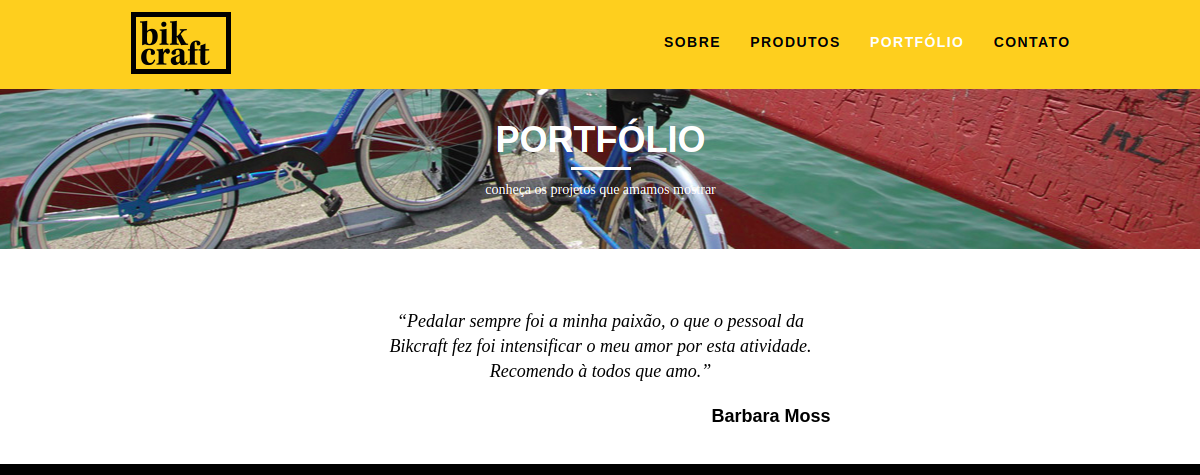 bik
craft
SOBRE PRODUTOS PORTFÓLIO CONTATO
PORTFÓLIO
conheça os projetos que amamos mostrar
“Pedalar sempre foi a minha paixão, o que o pessoal da
Bikcraft fez foi intensificar o meu amor por esta atividade.
Recomendo à todos que amo.”
Barbara Moss